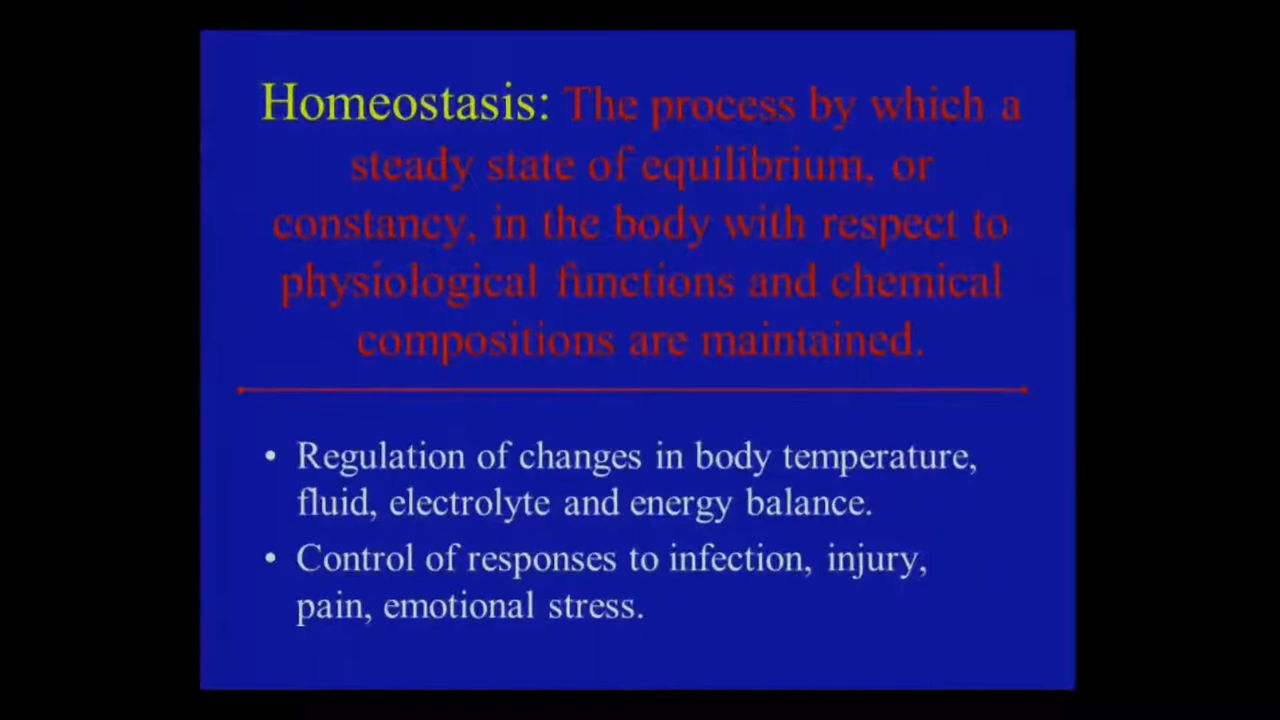 Homeostasis: The process by which a
steady state of equilibrium, or
constancy, in the body with respect to
physiological functions and chemical
compositions are maintained.
• Regulation of changes in body temperature,
fluid, electrolyte and energy balance.
• Control of responses to infection, injury,
pain, emotional stress.